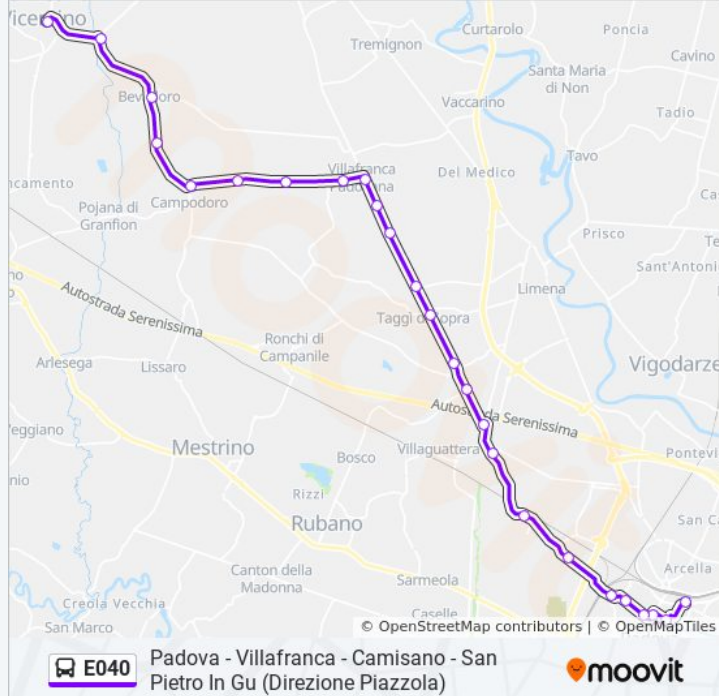 Vicentino
Curtarolo
Poncia
Tremignon
Cavino
Santa Maria
di Non
Vaccarino
Tadio
Tavo
Villafranca
Padovana
Del Medico
Campodoro
Pojana di
Granfion
Prisco
Sant'Antoni
Limena
Autostrada Serenissima
Taggì di Sopra
Ronchi di
Campanile
Arlesega
Lissaro
Vigodarze
Autostrada Serenissima
Veggiano
Mestrino
Villaguattera
Bosco
Pontevi
Rizzi
Rubano
San Ca
Canton della
Madonna
Arcella
Sarmeola
Creola Vecchia
Caselle
San Marco
© OpenStreetMap contributors | © OpenMapTiles
E040
Padova - Villafranca - Camisano - San
Pietro In Gu (Direzione Piazzola)
moovit